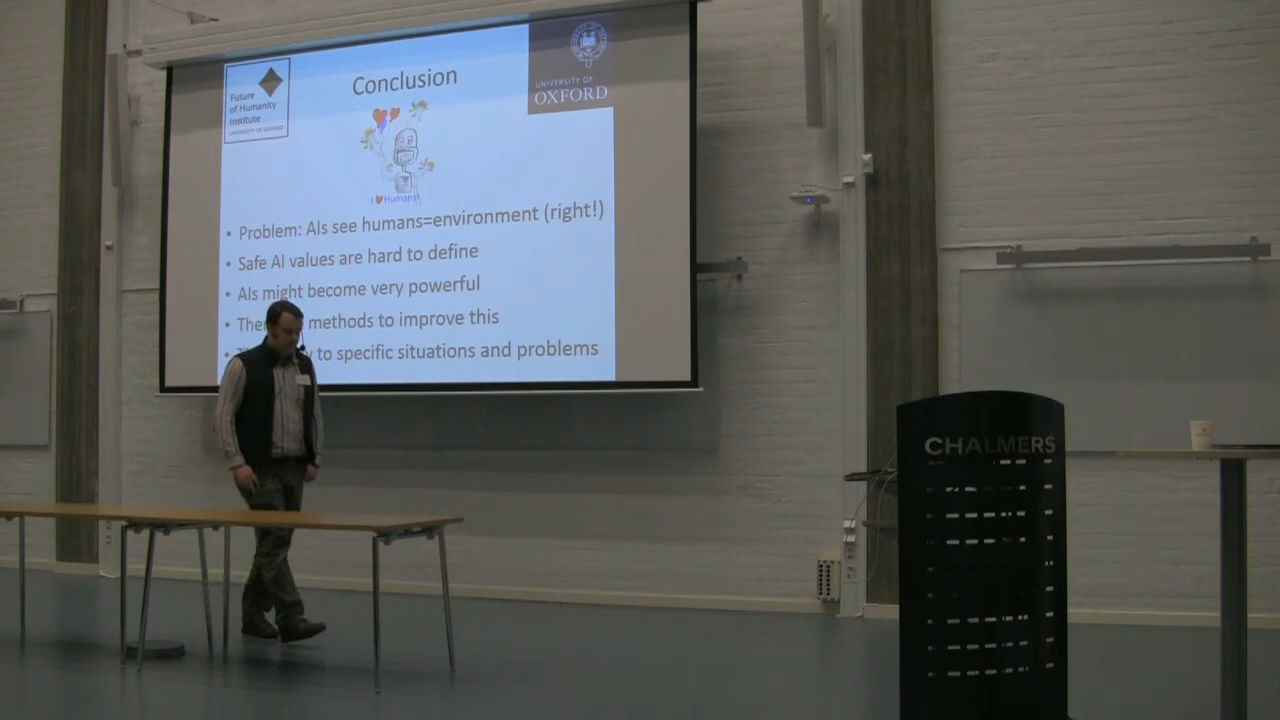 Future
of Humanity
Institute
UNIVERSITY OF OXFORD
Conclusion
UNIVERSITY OF
OXFORD
I Humans!
• Problem: AIs see humans=environment (right!)
• Safe AI values are hard to define
• AIs might become very powerful
• methods to improve this
• to specific situations and problems
CHALMERS